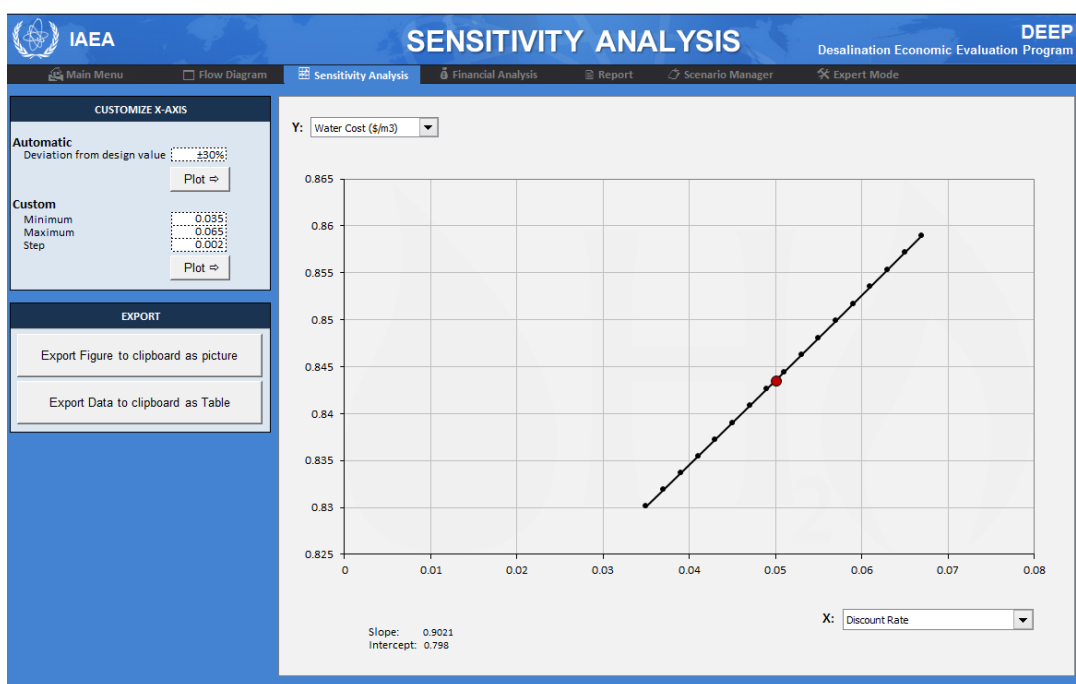 IAEA
SENSITIVITY ANALYSIS
DEEP
Desalination Economic Evaluation Program
Main Menu
Flow Diagram
Sensitivity Analysis
Financial Analysis
Report
Scenario Manager
Expert Mode
CUSTOMIZE X-AXIS
Automatic
Deviation from design value ±30%
Plot ⇨
Custom
Minimum 0.035
Maximum 0.065
Step 0.002
Plot ⇨
EXPORT
Export Figure to clipboard as picture
Export Data to clipboard as Table
Y: Water Cost ($/m3)
0.865
0.86
0.855
0.85
0.845
0.84
0.835
0.83
0.825
0 0.01 0.02 0.03 0.04 0.05 0.06 0.07 0.08
X: Discount Rate
Slope: 0.9021
Intercept: 0.798